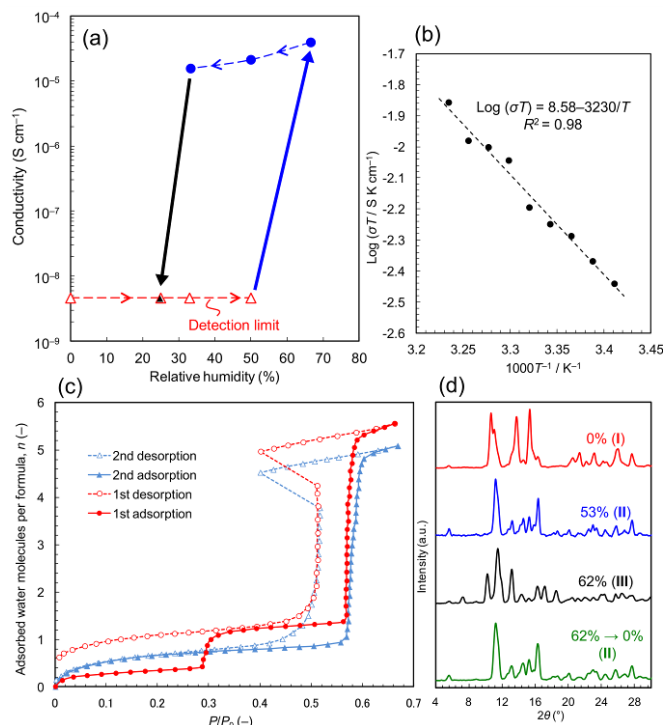 (a)
Conductivity (S cm⁻¹)
10⁻⁴
10⁻⁵
10⁻⁶
10⁻⁷
10⁻⁸
10⁻⁹
Detection limit
0 10 20 30 40 50 60 70 80
Relative humidity (%)
(b)
Log (σT / S K cm⁻¹)
-1.7
-1.8
-1.9
-2
-2.1
-2.2
-2.3
-2.4
-2.5
-2.6
Log (σT) = 8.58–3230/T
R² = 0.98
3.2 3.25 3.3 3.35 3.4 3.45
1000T⁻¹ / K⁻¹
(c)
Adsorbed water molecules per formula, n (–)
6
5
4
3
2
1
0
2nd desorption
2nd adsorption
1st desorption
1st adsorption
0 0.1 0.2 0.3 0.4 0.5 0.6 0.7
P/P₀ (–)
(d)
Intensity (a.u.)
0% (I)
53% (II)
62% (III)
62% → 0%
(II)
4 8 12 16 20 24 28
2θ (°)